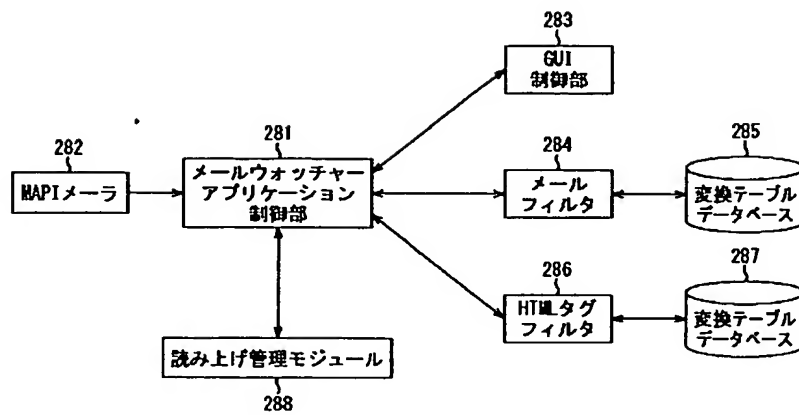 283
GUI
制御部
282
MAPIメーラ
281
メールウォッチャー
アプリケーション
制御部
284
メール
フィルタ
285
変換テーブル
データベース
286
HTMLタグ
フィルタ
287
変換テーブル
データベース
読み上げ管理モジュール
288